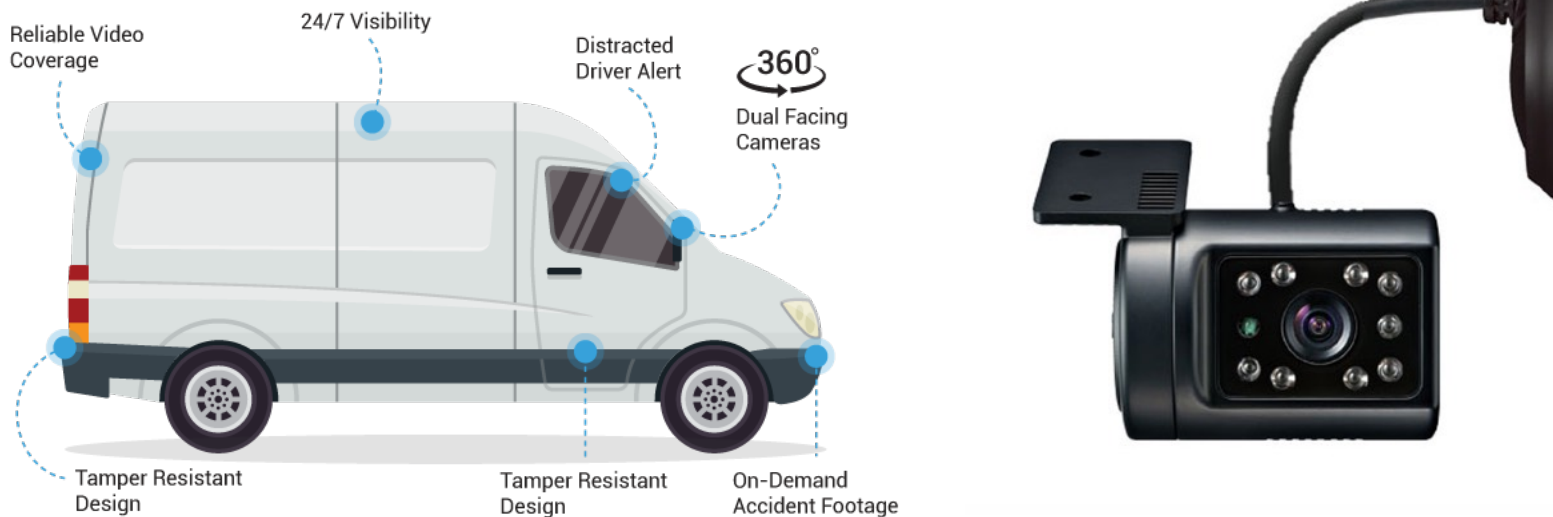 Reliable Video
Coverage
24/7 Visibility
Distracted
Driver Alert
360°
Dual Facing
Cameras
Tamper Resistant
Design
Tamper Resistant
Design
On-Demand
Accident Footage